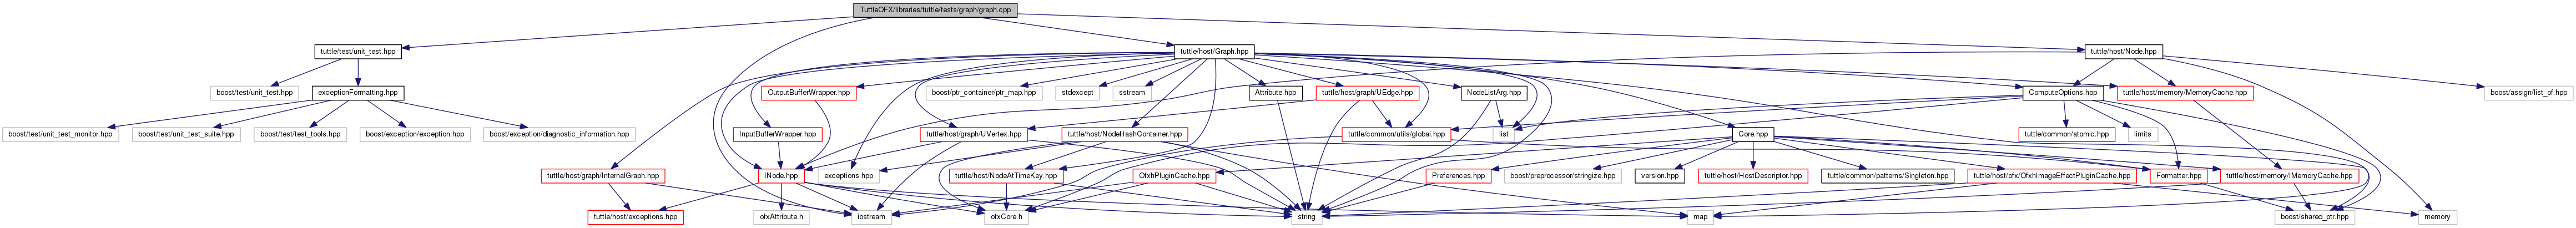 TuttleOFX/libraries/tuttle/tests/graph/graph.cpp
tuttle/test/unit_test.hpp
tuttle/host/Graph.hpp
tuttle/host/Node.hpp
boost/test/unit_test.hpp
exceptionFormatting.hpp
OutputBufferWrapper.hpp
boost/ptr_container/ptr_map.hpp
stdexcept
sstream
Attribute.hpp
tuttle/host/graph/UEdge.hpp
NodeListArg.hpp
ComputeOptions.hpp
tuttle/host/memory/MemoryCache.hpp
boost/assign/list_of.hpp
boost/test/unit_test_monitor.hpp
boost/test/unit_test_suite.hpp
boost/test/test_tools.hpp
boost/exception/exception.hpp
boost/exception/diagnostic_information.hpp
InputBufferWrapper.hpp
tuttle/host/graph/UVertex.hpp
tuttle/host/NodeHashContainer.hpp
tuttle/common/utils/global.hpp
list
Core.hpp
tuttle/common/atomic.hpp
limits
tuttle/host/graph/InternalGraph.hpp
INode.hpp
exceptions.hpp
tuttle/host/NodeAtTimeKey.hpp
OfxhPluginCache.hpp
Preferences.hpp
boost/preprocessor/stringize.hpp
version.hpp
tuttle/host/HostDescriptor.hpp
tuttle/common/patterns/Singleton.hpp
tuttle/host/ofx/OfxhImageEffectPluginCache.hpp
Formatter.hpp
tuttle/host/memory/IMemoryCache.hpp
tuttle/host/exceptions.hpp
ofxAttribute.h
iostream
ofxCore.h
string
map
boost/shared_ptr.hpp
memory